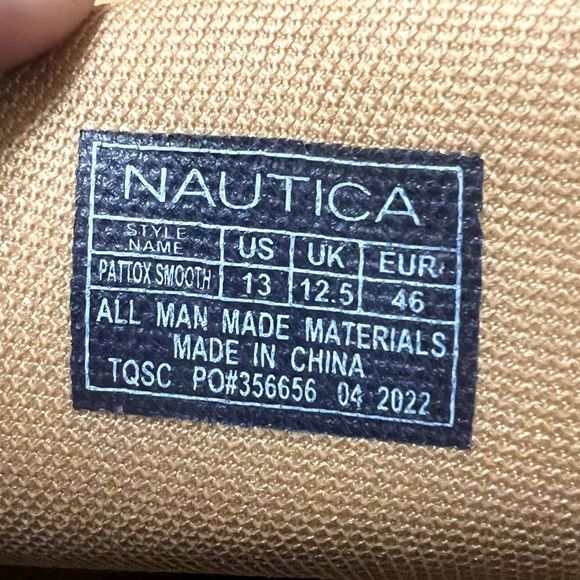 NAUTICA
STYLE NAME US UK EUR
PATTOX SMOOTH 13 12.5 46
ALL MAN MADE MATERIALS
MADE IN CHINA
TQSC PO#356656 04 2022